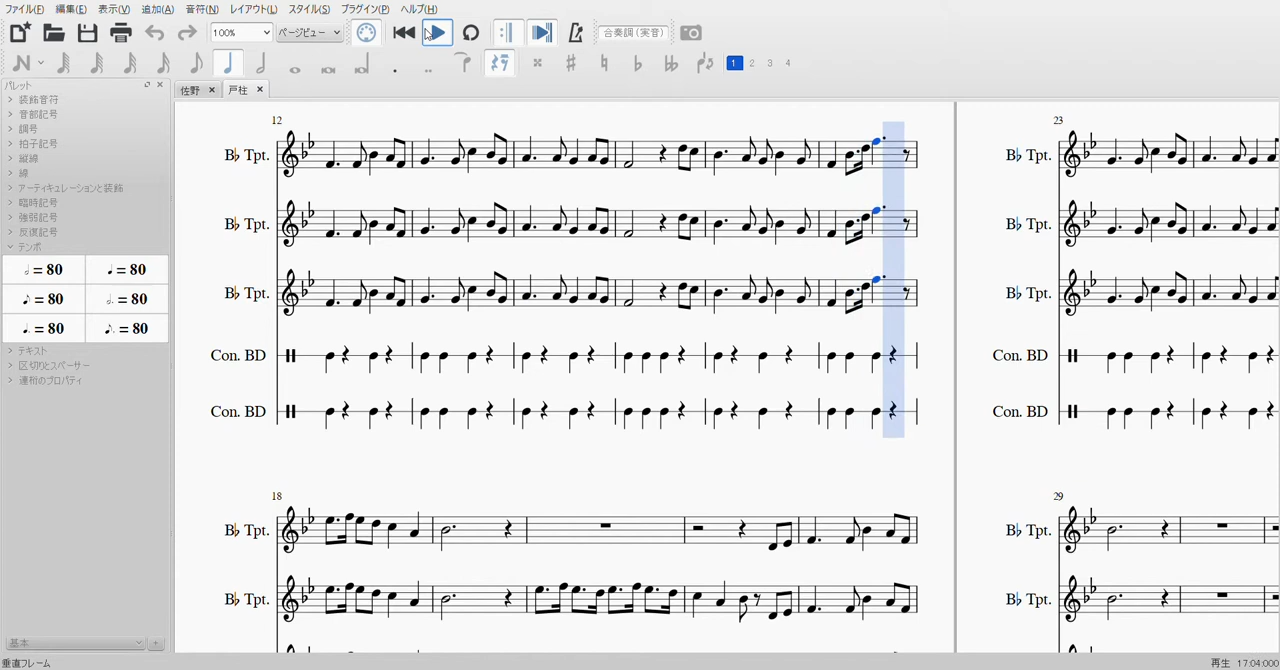 ファイル(F) 編集(E) 表示(V) 追加(A) 音符(N) レイアウト(L) スタイル(S) プラグイン(P) ヘルプ(H)
100% ページビュー 合奏調 (実音)
1 2 3 4
パレット
佐野 戸柱
装飾音符
音部記号
調号
拍子記号
縦線
線
アーティキュレーションと装飾
臨時記号
強弱記号
反復記号
テンポ
= 80 = 80
= 80 = 80
= 80 = 80
テキスト
区切りとスペーサー
連桁のプロパティ
基本
12 23
B♭ Tpt. B♭ Tpt.
B♭ Tpt. B♭ Tpt.
B♭ Tpt. B♭ Tpt.
Con. BD Con. BD
Con. BD Con. BD
18 29
B♭ Tpt. B♭ Tpt.
B♭ Tpt. B♭ Tpt.
垂直フレーム 再生 17:04:000